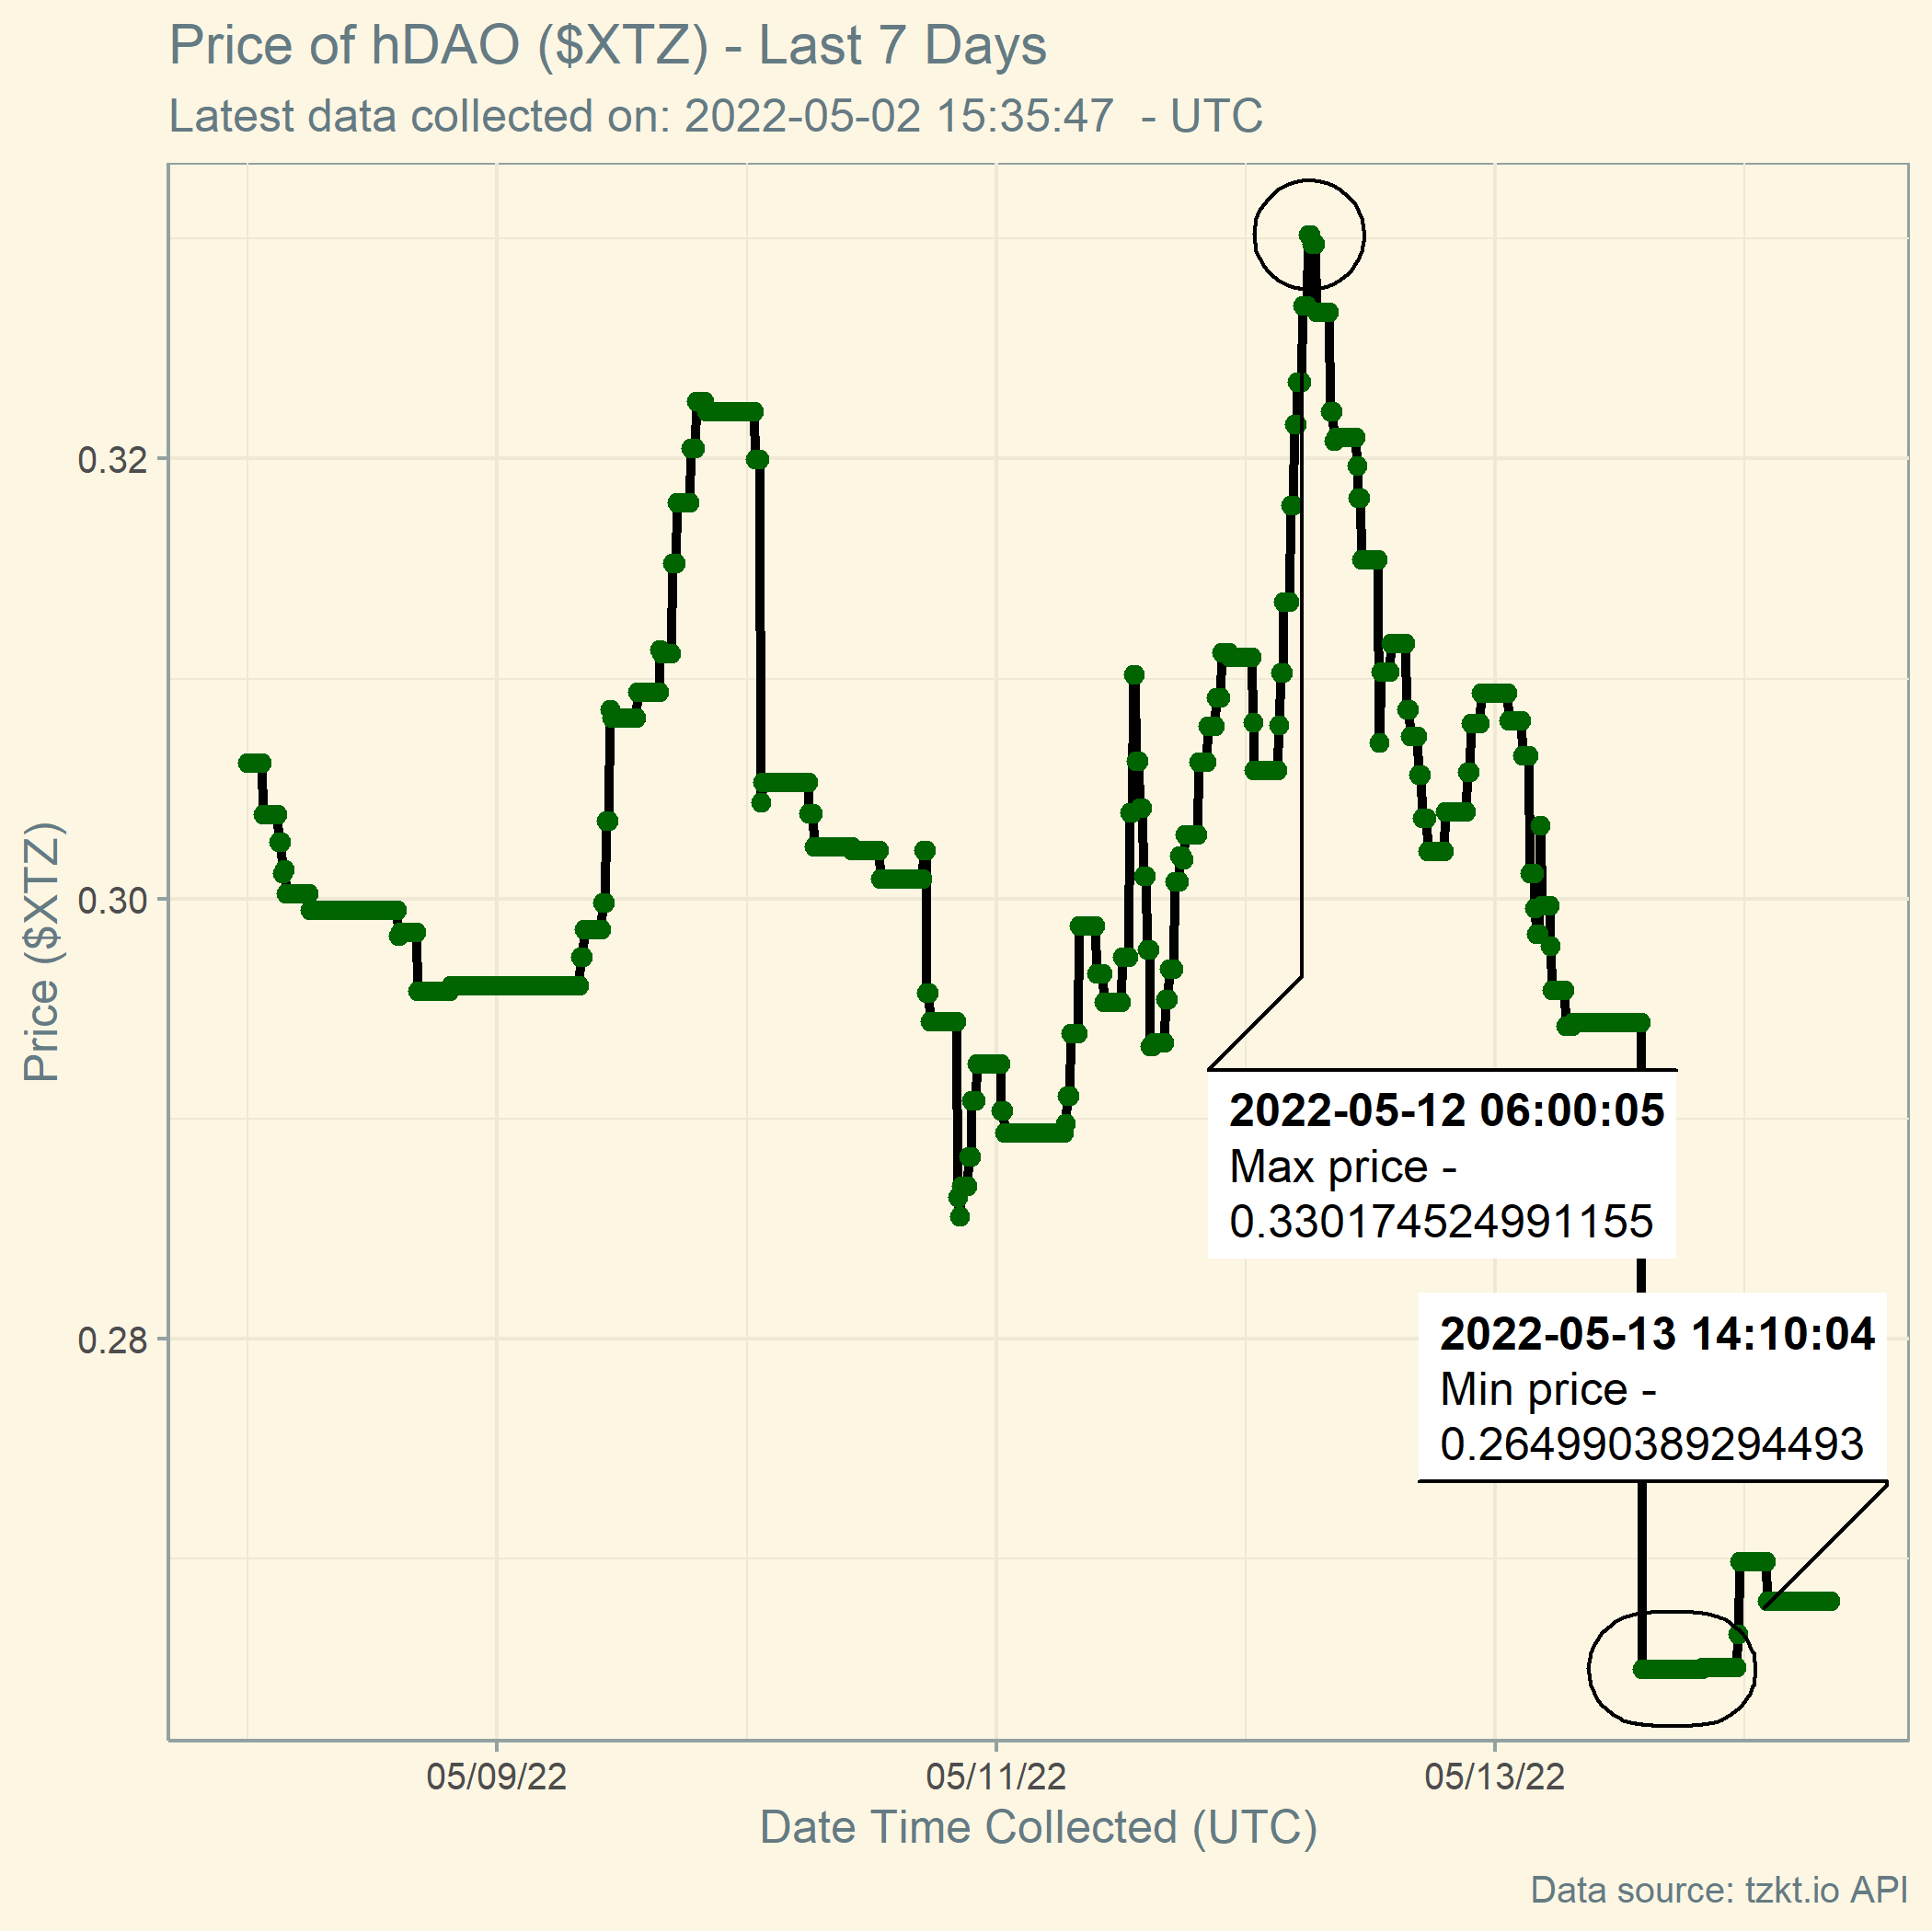 Price of hDAO ($XTZ) - Last 7 Days
Latest data collected on: 2022-05-02 15:35:47  - UTC
Price ($XTZ)
0.32
0.30
0.28
2022-05-12 06:00:05
Max price -
0.330174524991155
2022-05-13 14:10:04
Min price -
0.264990389294493
05/09/22
05/11/22
05/13/22
Date Time Collected (UTC)
Data source: tzkt.io API